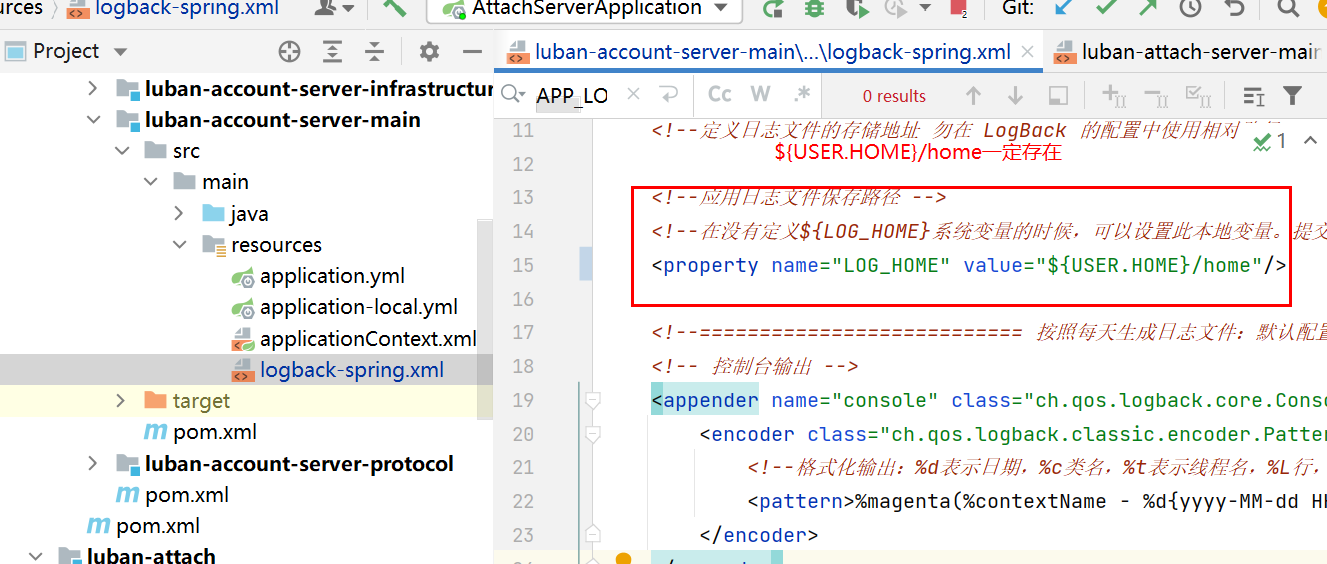 logback-spring.xml
AttachServerApplication
Git:
Project
luban-account-server-main\...\logback-spring.xml
luban-attach-server-main
APP_LO
Cc
W
.*
0 results
luban-account-server-infrastructur
luban-account-server-main
src
main
java
resources
application.yml
application-local.yml
applicationContext.xml
logback-spring.xml
target
pom.xml
luban-account-server-protocol
pom.xml
pom.xml
luban-attach
11 <!--定义日志文件的存储地址 勿在 LogBack 的配置中使用相对
1
${USER.HOME}/home一定存在
12
13 <!--应用日志文件保存路径 -->
14 <!--在没有定义${LOG_HOME}系统变量的时候，可以设置此本地变量。提交
15 <property name="LOG_HOME" value="${USER.HOME}/home"/>
16
17 <!--=========================== 按照每天生成日志文件：默认配置
18 <!-- 控制台输出 -->
19 <appender name="console" class="ch.qos.logback.core.Conso
20 <encoder class="ch.qos.logback.classic.encoder.Patter
21 <!--格式化输出：%d表示日期，%c类名，%t表示线程名，%L行，
22 <pattern>%magenta(%contextName - %d{yyyy-MM-dd HH
23 </encoder>